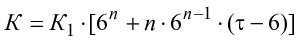 K = K₁ · [6ⁿ + n · 6ⁿ⁻¹ · (τ − 6)]